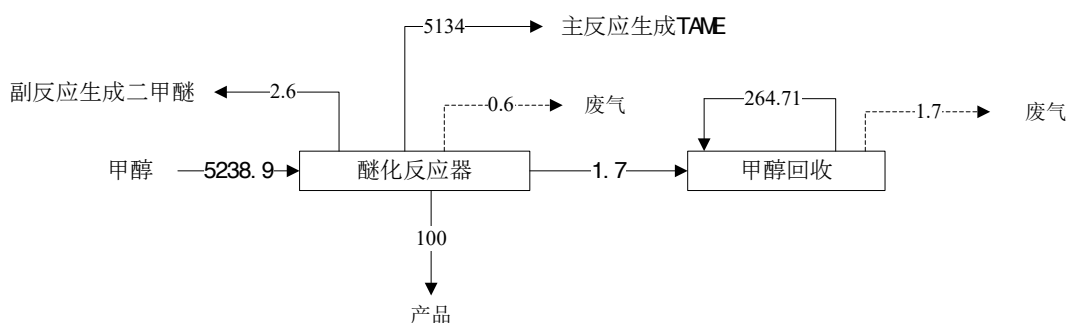 5134
主反应生成TAME
副反应生成二甲醚
2.6
0.6
废气
264.71
1.7
废气
甲醇
5238.9
醚化反应器
1.7
甲醇回收
100
产品